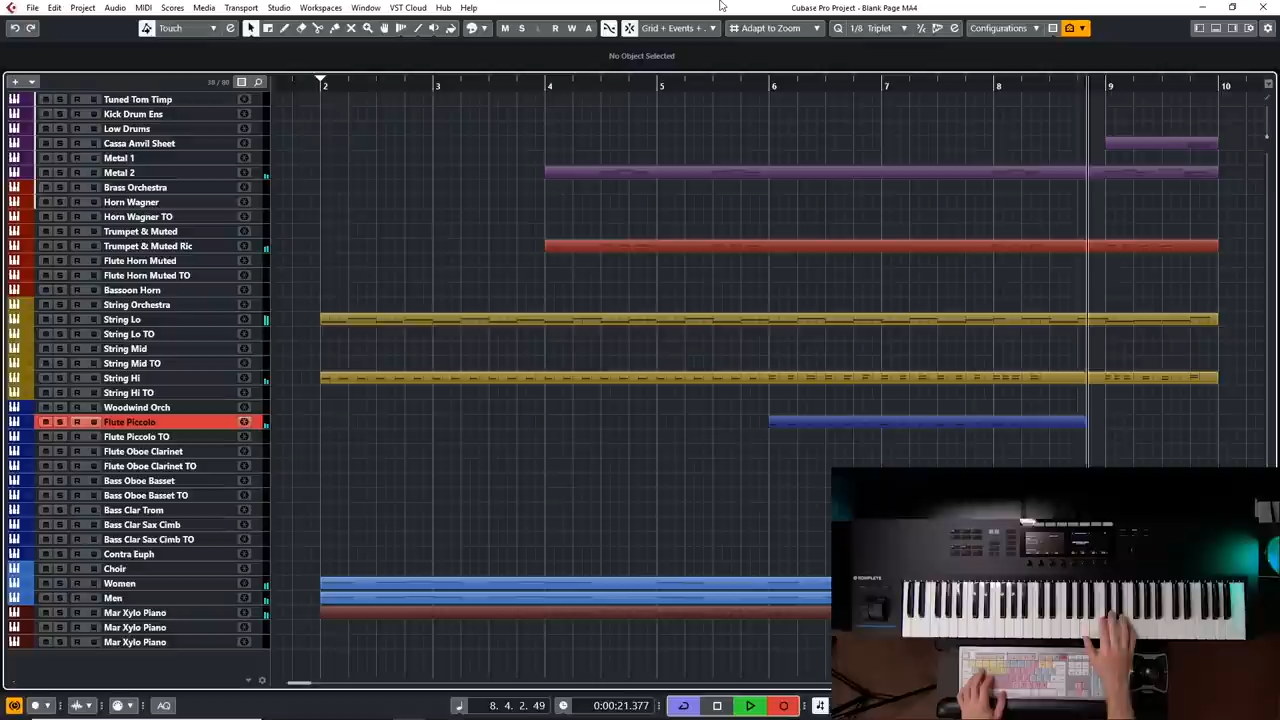 File Edit Project Audio MIDI Scores Media Transport Studio Workspaces Window VST Cloud Hub Help
Cubase Pro Project - Blank Page MA4
Touch M S L R W A Grid + Events + . Adapt to Zoom Q 1/8 Triplet Configurations
No Object Selected
2 3 4 5 6 7 8 9 10
Tuned Tom Timp
Kick Drum Ens
Low Drums
Cassa Anvil Sheet
Metal 1
Metal 2
Brass Orchestra
Horn Wagner
Horn Wagner TO
Trumpet & Muted
Trumpet & Muted Ric
Flute Horn Muted
Flute Horn Muted TO
Bassoon Horn
String Orchestra
String Lo
String Lo TO
String Mid
String Mid TO
String Hi
String Hi TO
Woodwind Orch
Flute Piccolo
Flute Piccolo TO
Flute Oboe Clarinet
Flute Oboe Clarinet TO
Bass Oboe Basset
Bass Oboe Basset TO
Bass Clar Trom
Bass Clar Sax Cimb
Bass Clar Sax Cimb TO
Contra Euph
Choir
Women
Men
Mar Xylo Piano
Mar Xylo Piano
Mar Xylo Piano
AQ 8. 4. 2. 49 0:00:21.377